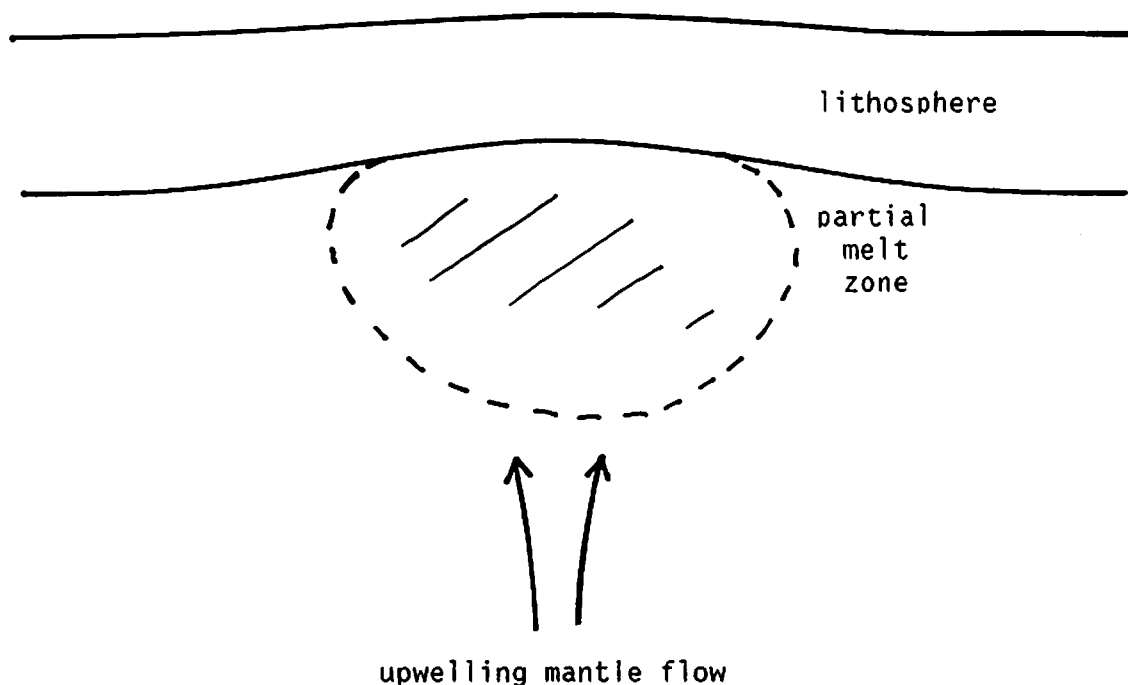 lithosphere
partial
melt
zone
upwelling mantle flow